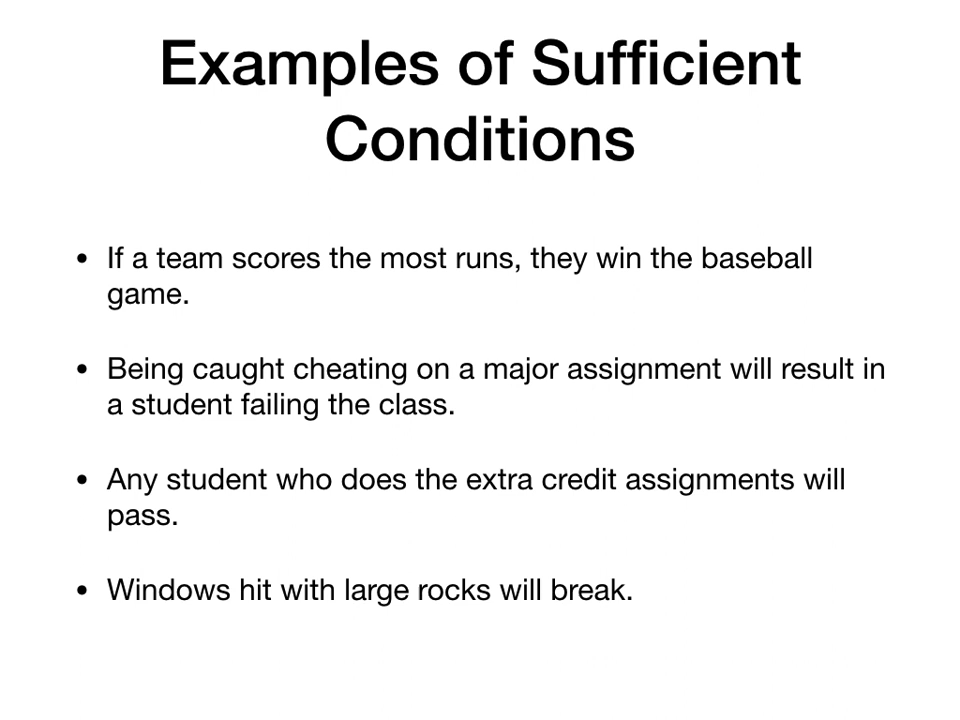 Examples of Sufficient
Conditions
• If a team scores the most runs, they win the baseball
game.
• Being caught cheating on a major assignment will result in
a student failing the class.
• Any student who does the extra credit assignments will
pass.
• Windows hit with large rocks will break.